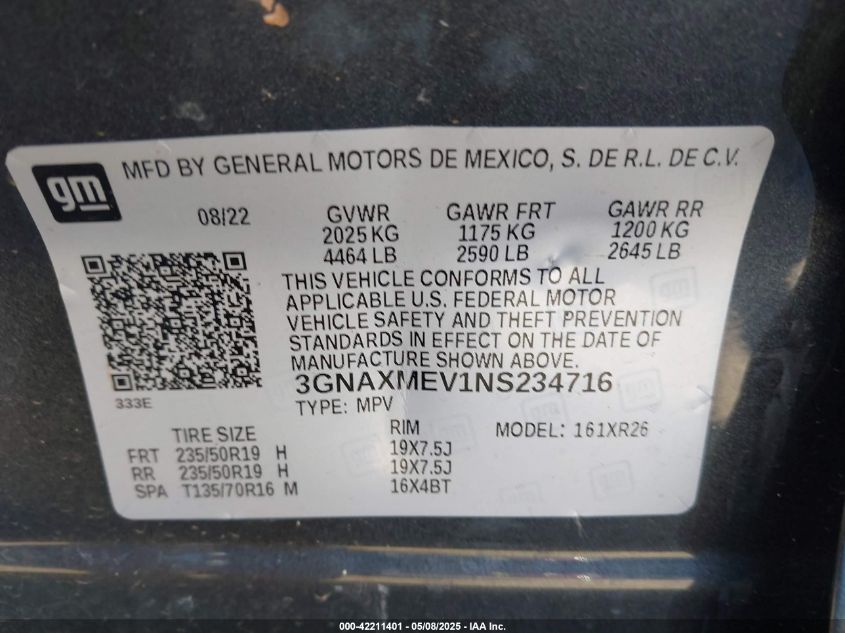 gm
MFD BY GENERAL MOTORS DE MEXICO, S. DE R.L. DE C.V.
08/22 GVWR GAWR FRT GAWR RR
2025 KG 1175 KG 1200 KG
4464 LB 2590 LB 2645 LB
THIS VEHICLE CONFORMS TO ALL
APPLICABLE U.S. FEDERAL MOTOR
VEHICLE SAFETY AND THEFT PREVENTION
STANDARDS IN EFFECT ON THE DATE OF
MANUFACTURE SHOWN ABOVE.
3GNAXMEV1NS234716
333E
TYPE: MPV
TIRE SIZE RIM MODEL: 161XR26
FRT 235/50R19 H 19X7.5J
RR 235/50R19 H 19X7.5J
SPA T135/70R16 M 16X4BT
000-42211401 - 05/08/2025 - IAA Inc.